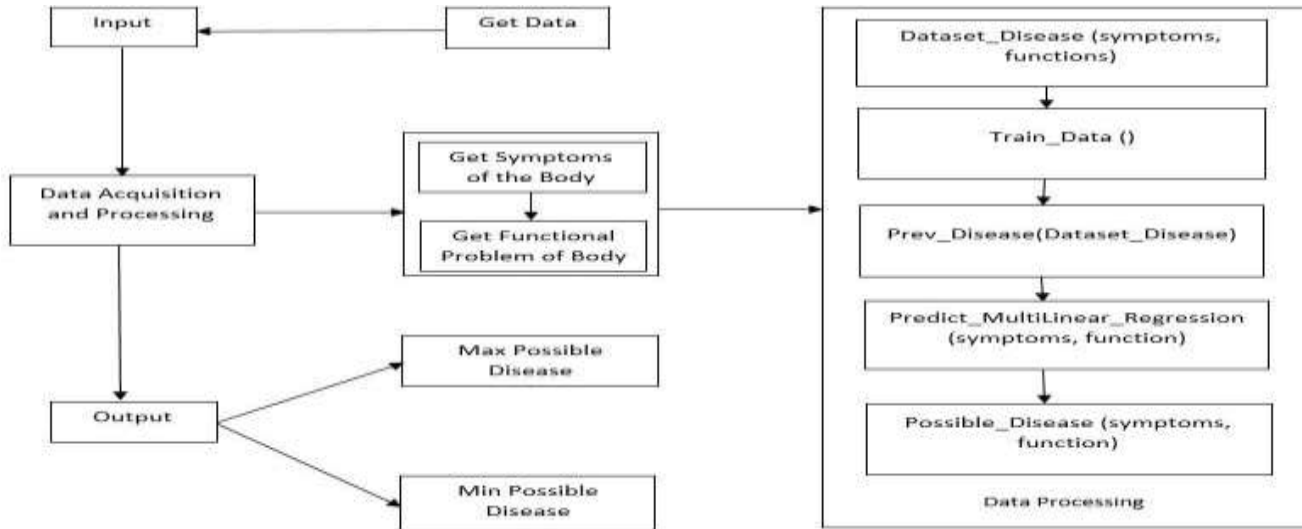 Input
Get Data
Data Acquisition
and Processing
Get Symptoms
of the Body
Get Functional
Problem of Body
Output
Max Possible
Disease
Min Possible
Disease
Dataset_Disease (symptoms,
functions)
Train_Data ()
Prev_Disease(Dataset_Disease)
Predict_MultiLinear_Regression
(symptoms, function)
Possible_Disease (symptoms,
function)
Data Processing